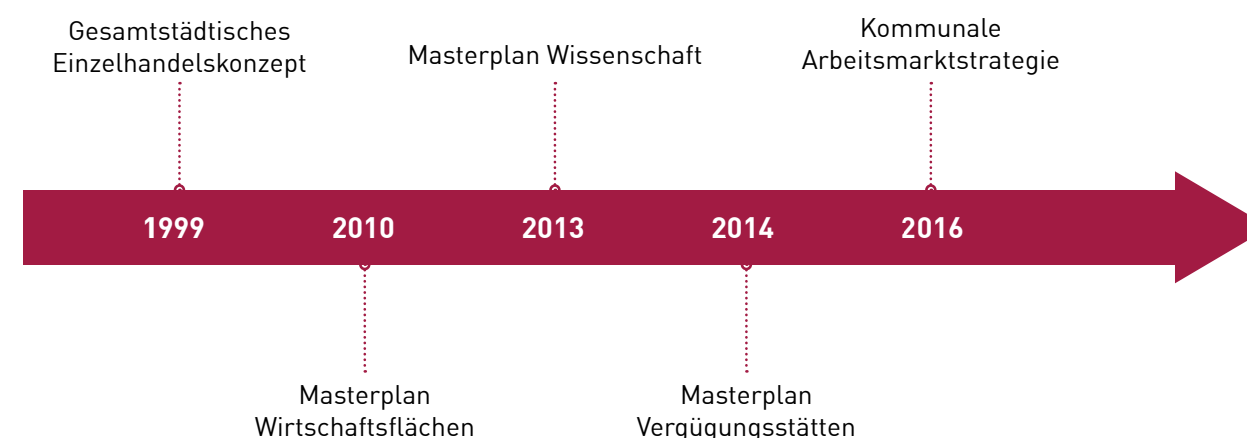 Gesamtstädtisches
Einzelhandelskonzept
Masterplan Wissenschaft
Kommunale
Arbeitsmarktstrategie
1999 2010 2013 2014 2016
Masterplan
Wirtschaftsflächen
Masterplan
Vergügungsstätten